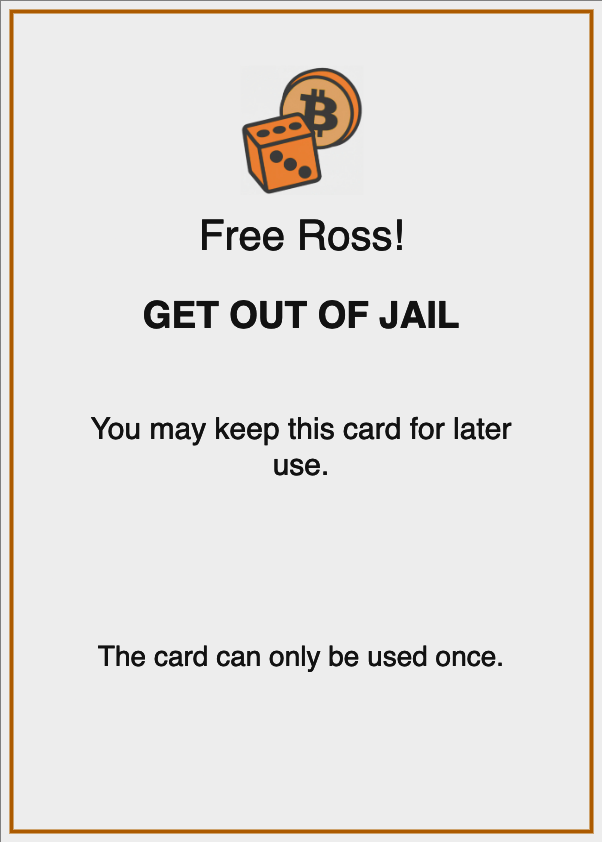 Free Ross!
GET OUT OF JAIL
You may keep this card for later
use.
The card can only be used once.